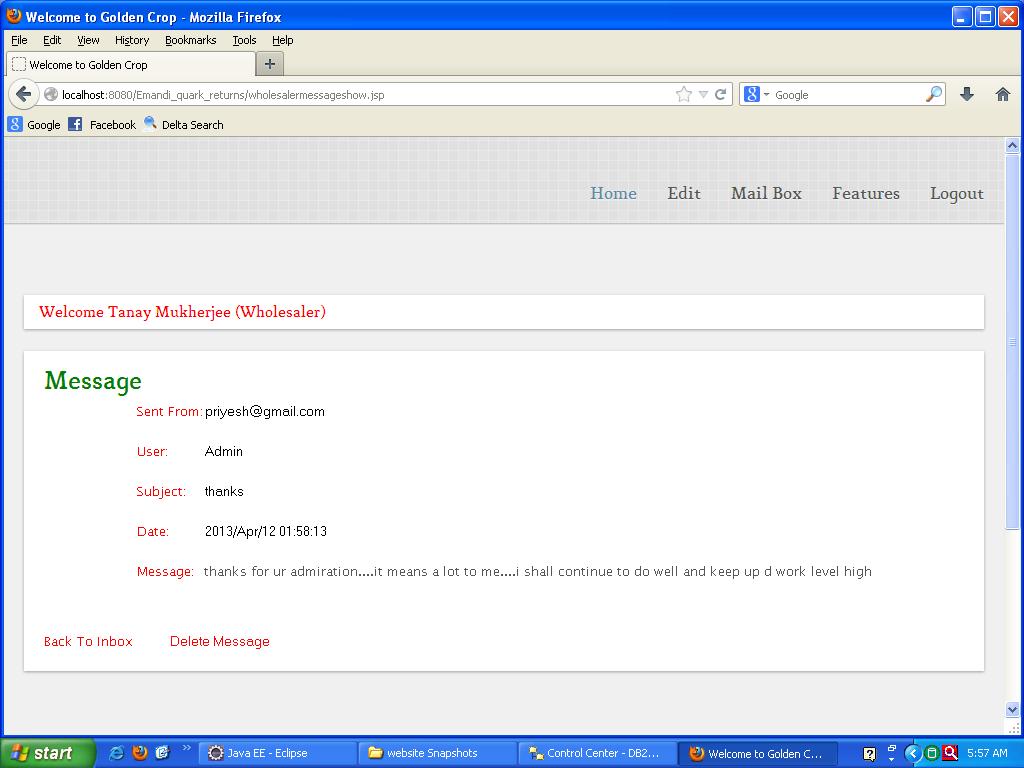 Welcome to Golden Crop - Mozilla Firefox
File Edit View History Bookmarks Tools Help
Welcome to Golden Crop
localhost:8080/Emandi_quark_returns/wholesalermessageshow.jsp
Google
Google Facebook Delta Search
Home Edit Mail Box Features Logout
Welcome Tanay Mukherjee (Wholesaler)
Message
Sent From: priyesh@gmail.com
User: Admin
Subject: thanks
Date: 2013/Apr/12 01:58:13
Message: thanks for ur admiration....it means a lot to me....i shall continue to do well and keep up d work level high
Back To Inbox Delete Message
start Java EE - Eclipse website Snapshots Control Center - DB2... Welcome to Golden C... 5:57 AM